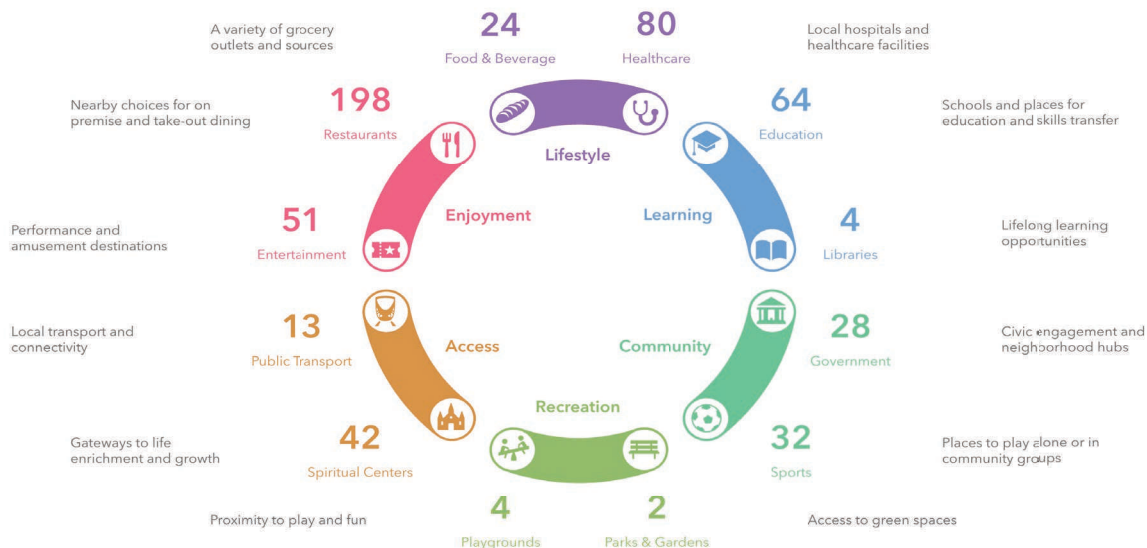 A variety of grocery
outlets and sources
24
Food & Beverage
80
Healthcare
Local hospitals and
healthcare facilities
Nearby choices for on
premise and take-out dining
198
Restaurants
Lifestyle
64
Education
Schools and places for
education and skills transfer
Performance and
amusement destinations
51
Entertainment
Enjoyment
Learning
4
Libraries
Lifelong learning
opportunities
Local transport and
connectivity
13
Public Transport
Access
Community
28
Government
Civic engagement and
neighborhood hubs
Gateways to life
enrichment and growth
42
Spiritual Centers
Recreation
32
Sports
Places to play alone or in
community groups
Proximity to play and fun
4
Playgrounds
2
Parks & Gardens
Access to green spaces